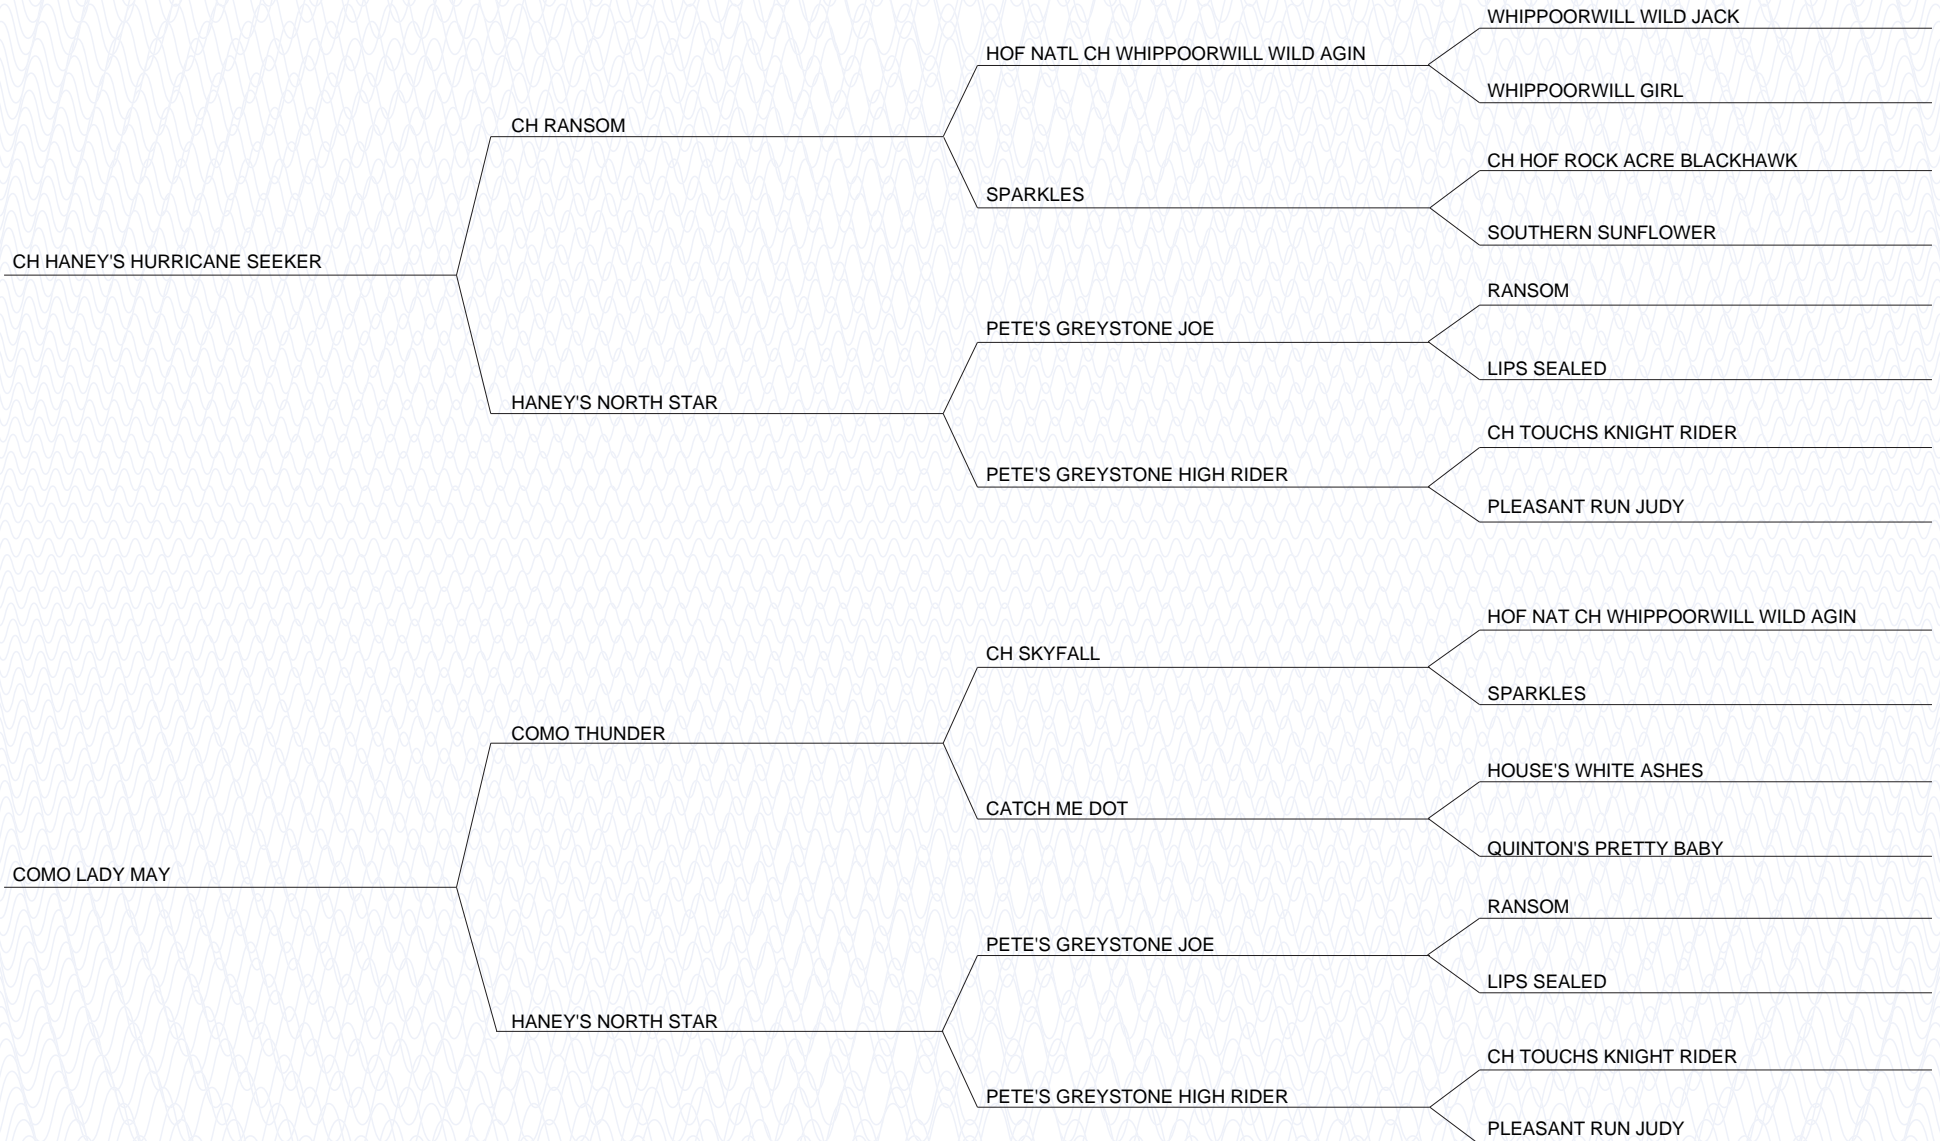 WHIPPOORWILL WILD JACK
HOF NATL CH WHIPPOORWILL WILD AGIN
WHIPPOORWILL GIRL
CH RANSOM
CH HOF ROCK ACRE BLACKHAWK
SPARKLES
SOUTHERN SUNFLOWER
CH HANEY'S HURRICANE SEEKER
RANSOM
PETE'S GREYSTONE JOE
LIPS SEALED
HANEY'S NORTH STAR
CH TOUCHS KNIGHT RIDER
PETE'S GREYSTONE HIGH RIDER
PLEASANT RUN JUDY
HOF NAT CH WHIPPOORWILL WILD AGIN
CH SKYFALL
SPARKLES
COMO THUNDER
HOUSE'S WHITE ASHES
CATCH ME DOT
QUINTON'S PRETTY BABY
COMO LADY MAY
RANSOM
PETE'S GREYSTONE JOE
LIPS SEALED
HANEY'S NORTH STAR
CH TOUCHS KNIGHT RIDER
PETE'S GREYSTONE HIGH RIDER
PLEASANT RUN JUDY